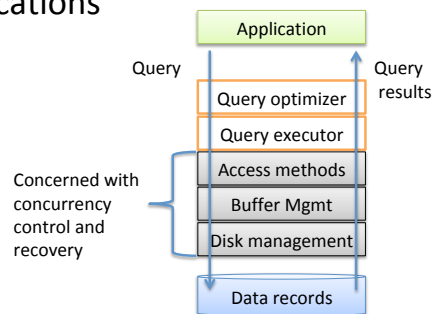 Application
Query
Query
results
Query optimizer
Query executor
Access methods
Concerned with
concurrency
control and
recovery
Buffer Mgmt
Disk management
Data records